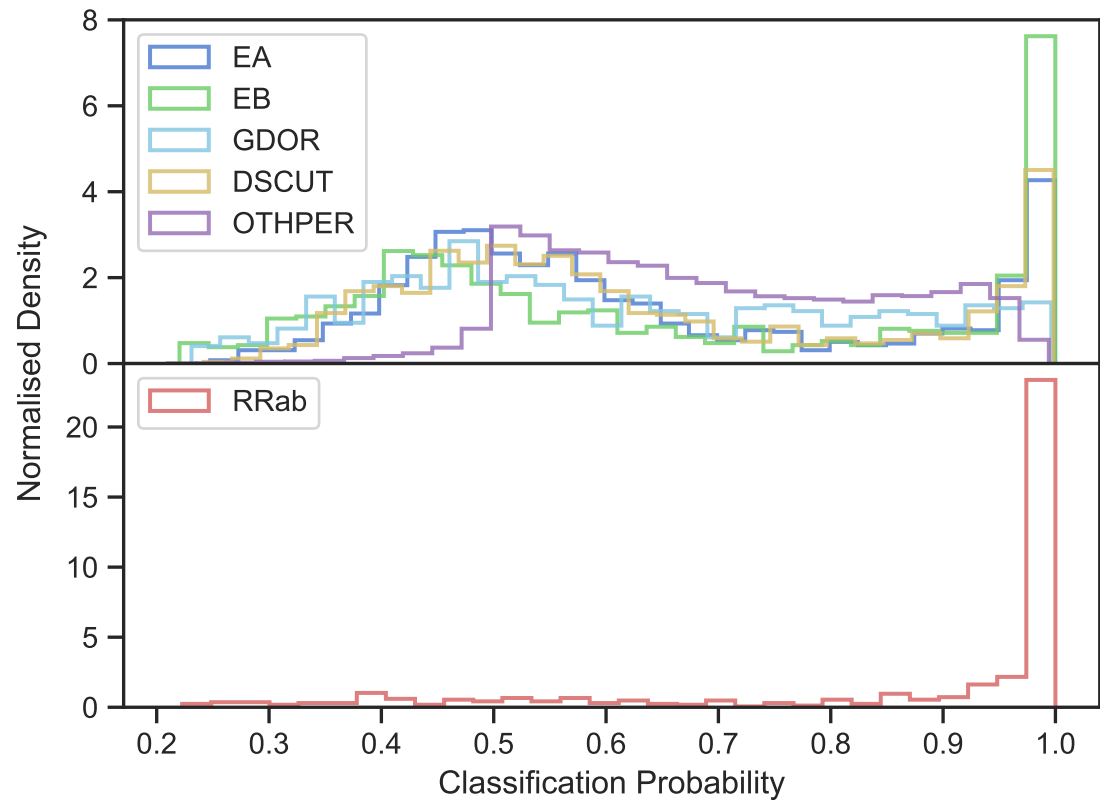 8
6
4
2
0
EA
EB
GDOR
DSCUT
OTHPER
Normalised Density
RRab
20
15
10
5
0
0.2 0.3 0.4 0.5 0.6 0.7 0.8 0.9 1.0
Classification Probability